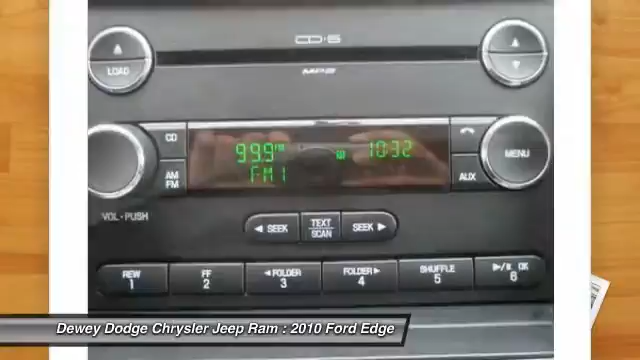 CD-6
LOAD
MP3
CD
99.9 FM
10:32
MENU
AM
FM
FM1
AUX
VOL • PUSH
◄ SEEK
TEXT
SCAN
SEEK ►
REW
1
FF
2
◄ FOLDER
3
FOLDER ►
4
SHUFFLE
5
►/II OK
6
Dewey Dodge Chrysler Jeep Ram : 2010 Ford Edge